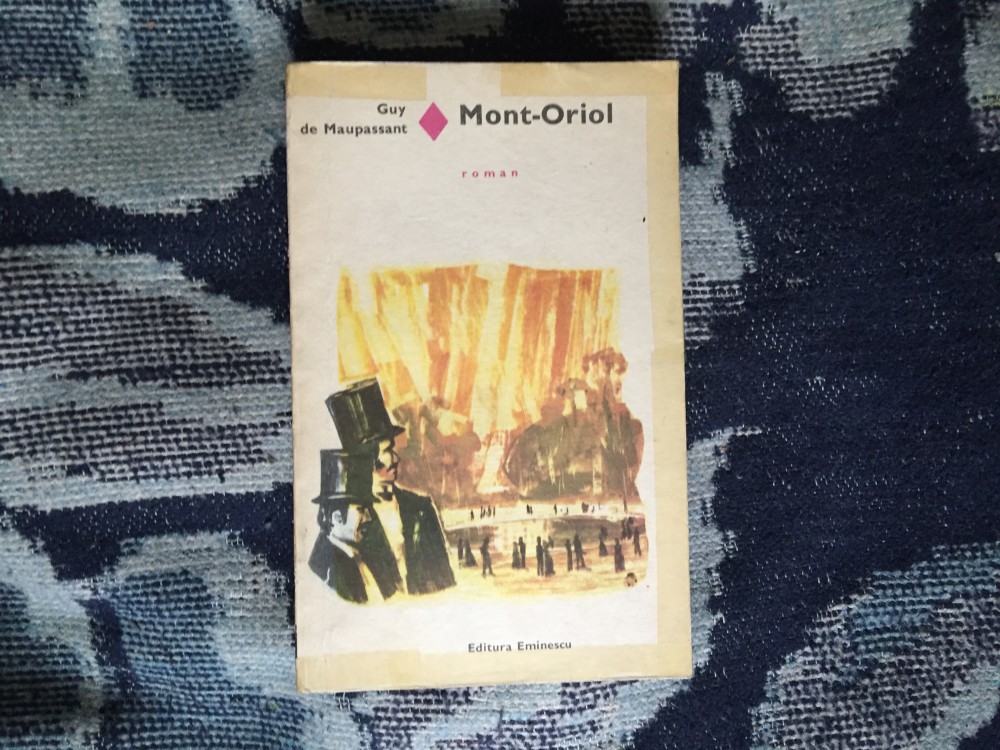 Guy
de Maupassant
Mont-Oriol
roman
Editura Eminescu